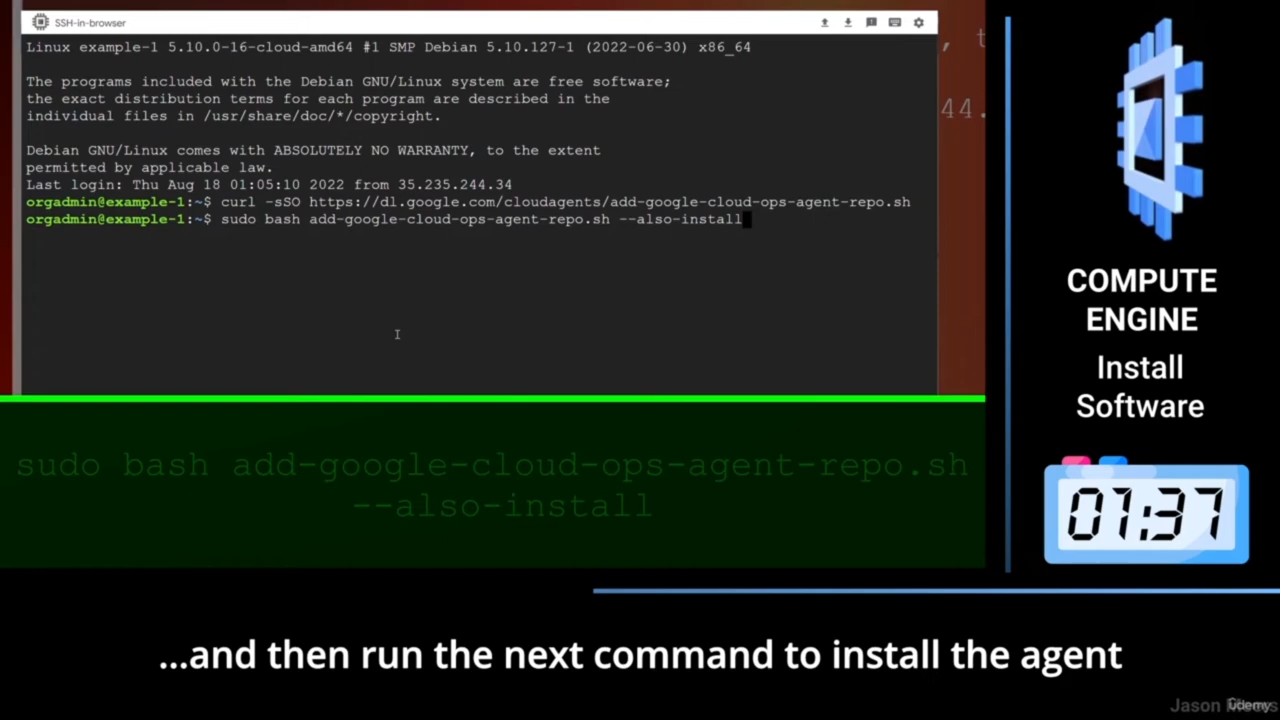 SSH-in-browser
Linux example-1 5.10.0-16-cloud-amd64 #1 SMP Debian 5.10.127-1 (2022-06-30) x86_64
The programs included with the Debian GNU/Linux system are free software;
the exact distribution terms for each program are described in the
individual files in /usr/share/doc/*/copyright.
Debian GNU/Linux comes with ABSOLUTELY NO WARRANTY, to the extent
permitted by applicable law.
Last login: Thu Aug 18 01:05:10 2022 from 35.235.244.34
orgadmin@example-1:~$ curl -sSO https://dl.google.com/cloudagents/add-google-cloud-ops-agent-repo.sh
orgadmin@example-1:~$ sudo bash add-google-cloud-ops-agent-repo.sh --also-install
, t
44.
COMPUTE
ENGINE
Install
Software
01:37
sudo bash add-google-cloud-ops-agent-repo.sh
--also-install
...and then run the next command to install the agent
Jason
ûdemy